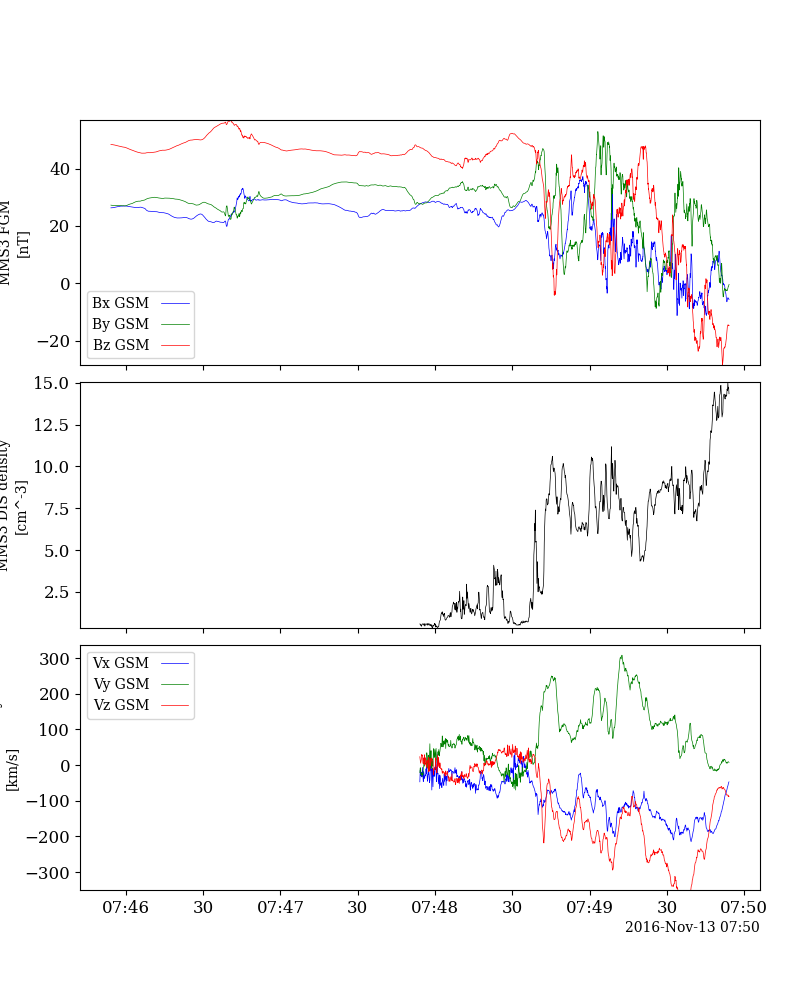 40
20
0
−20
MMS3 FGM
[nT]
Bx GSM
By GSM
Bz GSM
15.0
12.5
10.0
7.5
5.0
2.5
MMS3 DIS density
[cm^-3]
300
200
100
0
−100
−200
−300
[km/s]
Vx GSM
Vy GSM
Vz GSM
07:46 30 07:47 30 07:48 30 07:49 30 07:50
2016-Nov-13 07:50